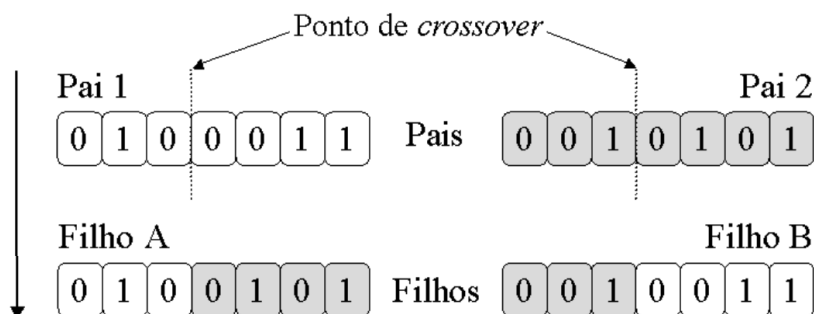 Ponto de crossover
Pai 1 Pai 2
0 1 0 0 0 1 1 Pais 0 0 1 0 1 0 1
Filho A Filho B
0 1 0 0 1 0 1 Filhos 0 0 1 0 0 1 1